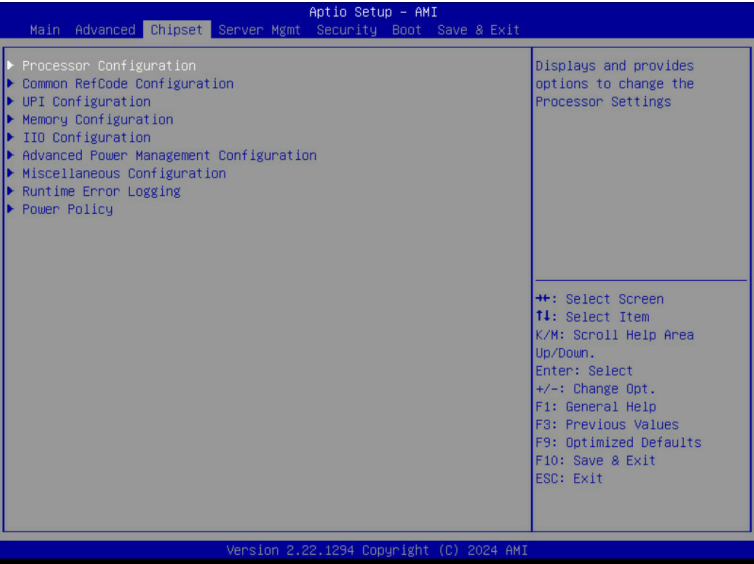 Aptio Setup – AMI
Main Advanced Chipset Server Mgmt Security Boot Save & Exit
Processor Configuration
Common RefCode Configuration
UPI Configuration
Memory Configuration
IIO Configuration
Advanced Power Management Configuration
Miscellaneous Configuration
Runtime Error Logging
Power Policy
Displays and provides
options to change the
Processor Settings
→←: Select Screen
↑↓: Select Item
K/M: Scroll Help Area
Up/Down.
Enter: Select
+/-: Change Opt.
F1: General Help
F3: Previous Values
F9: Optimized Defaults
F10: Save & Exit
ESC: Exit
Version 2.22.1294 Copyright (C) 2024 AMI